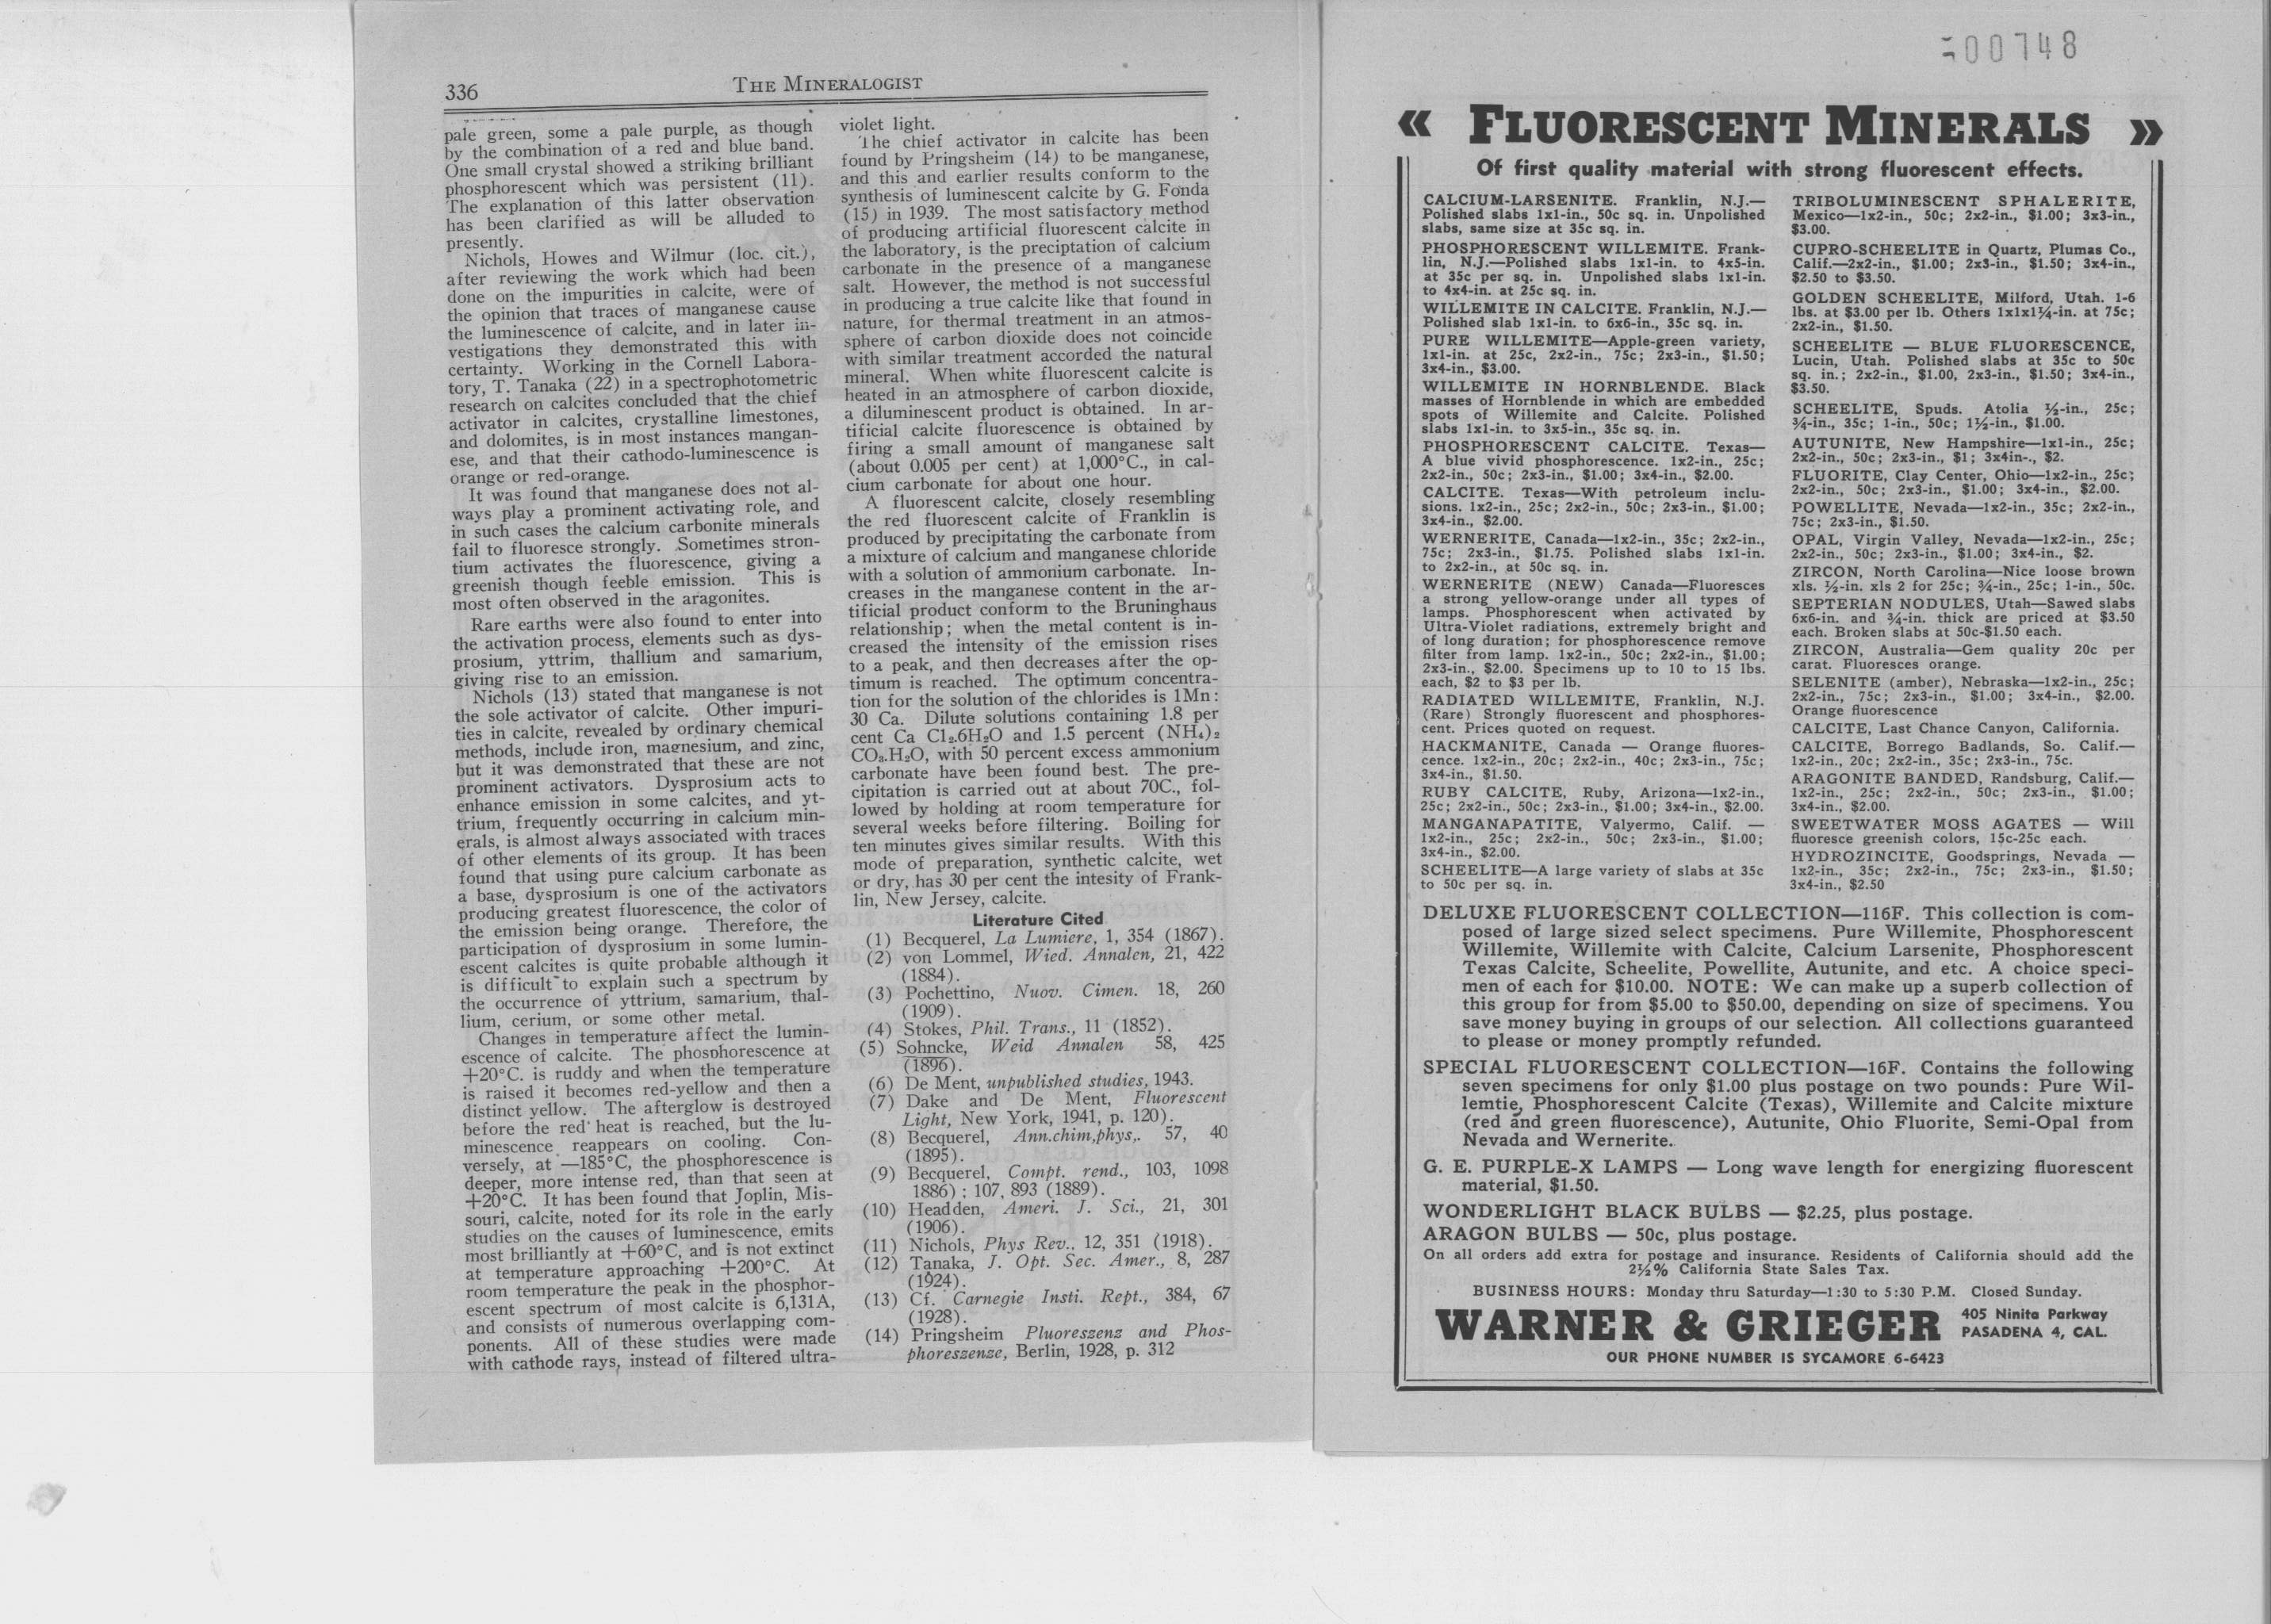 336
THE MINERALOGIST
pale green, some a pale purple, as though
by the combination of a red and blue band.
One small crystal showed a striking brilliant
phosphorescent which was persistent (11).
The explanation of this latter observation
has been clarified as will be alluded to
presently.
Nichols, Howes and Wilmur (loc. cit.),
after reviewing the work which had been
done on the impurities in calcite, were of
the opinion that traces of manganese cause
the luminescence of calcite, and in later in-
vestigations they demonstrated this with
certainty. Working in the Cornell Labora-
tory, T. Tanaka (22) in a spectrophotometric
research on calcites concluded that the chief
activator in calcites, crystalline limestones,
and dolomites, is in most instances mangan-
ese, and that their cathodo-luminescence is
orange or red-orange.
It was found that manganese does not al-
ways play a prominent activating role, and
in such cases the calcium carbonite minerals
fail to fluoresce strongly. Sometimes stron-
tium activates the fluorescence, giving a
greenish though feeble emission. This is
most often observed in the aragonites.
Rare earths were also found to enter into
the activation process, elements such as dys-
prosium, yttrim, thallium and samarium,
giving rise to an emission.
Nichols (13) stated that manganese is not
the sole activator of calcite. Other impuri-
ties in calcite, revealed by ordinary chemical
methods, include iron, magnesium, and zinc,
but it was demonstrated that these are not
prominent activators. Dysprosium acts to
enhance emission in some calcites, and yt-
trium, frequently occurring in calcium min-
erals, is almost always associated with traces
of other elements of its group. It has been
found that using pure calcium carbonate as
a base, dysprosium is one of the activators
producing greatest fluorescence, the color of
the emission being orange. Therefore, the
participation of dysprosium in some lumin-
escent calcites is quite probable although it
is difficult to explain such a spectrum by
the occurrence of yttrium, samarium, thal-
lium, cerium, or some other metal.
Changes in temperature affect the lumin-
escence of calcite. The phosphorescence at
+20°C. is ruddy and when the temperature
is raised it becomes red-yellow and then a
distinct yellow. The afterglow is destroyed
before the red heat is reached, but the lu-
minescence reappears on cooling. Con-
versely, at —185°C, the phosphorescence is
deeper, more intense red, than that seen at
+20°C. It has been found that Joplin, Mis-
souri, calcite, noted for its role in the early
studies on the causes of luminescence, emits
most brilliantly at +60°C, and is not extinct
at temperature approaching +200°C. At
room temperature the peak in the phosphor-
escent spectrum of most calcite is 6,131A,
and consists of numerous overlapping com-
ponents. All of these studies were made
with cathode rays, instead of filtered ultra-
violet light.
The chief activator in calcite has been
found by Pringsheim (14) to be manganese,
and this and earlier results conform to the
synthesis of luminescent calcite by G. Fonda
(15) in 1939. The most satisfactory method
of producing artificial fluorescent calcite in
the laboratory, is the preciptation of calcium
carbonate in the presence of a manganese
salt. However, the method is not successful
in producing a true calcite like that found in
nature, for thermal treatment in an atmos-
sphere of carbon dioxide does not coincide
with similar treatment accorded the natural
mineral. When white fluorescent calcite is
heated in an atmosphere of carbon dioxide,
a diluminescent product is obtained. In ar-
tificial calcite fluorescence is obtained by
firing a small amount of manganese salt
(about 0.005 per cent) at 1,000°C., in cal-
cium carbonate for about one hour.
A fluorescent calcite, closely resembling
the red fluorescent calcite of Franklin is
produced by precipitating the carbonate from
a mixture of calcium and manganese chloride
with a solution of ammonium carbonate. In-
creases in the manganese content in the ar-
tificial product conform to the Bruninghaus
relationship; when the metal content is in-
creased the intensity of the emission rises
to a peak, and then decreases after the op-
timum is reached. The optimum concentra-
tion for the solution of the chlorides is 1Mn:
30 Ca. Dilute solutions containing 1.8 per
cent Ca Cl₂.6H₂O and 1.5 percent (NH₄)₂
CO₃.H₂O, with 50 percent excess ammonium
carbonate have been found best. The pre-
cipitation is carried out at about 70C., fol-
lowed by holding at room temperature for
several weeks before filtering. Boiling for
ten minutes gives similar results. With this
mode of preparation, synthetic calcite, wet
or dry, has 30 per cent the intesity of Frank-
lin, New Jersey, calcite.
Literature Cited
(1) Becquerel, La Lumiere, 1, 354 (1867).
(2) von Lommel, Wied. Annalen, 21, 422
(1884).
(3) Pochettino, Nuov. Cimen. 18, 260
(1909).
(4) Stokes, Phil. Trans., 11 (1852).
(5) Sohncke, Weid Annalen 58, 425
(1896).
(6) De Ment, unpublished studies, 1943.
(7) Dake and De Ment, Fluorescent
Light, New York, 1941, p. 120).
(8) Becquerel, Ann.chim,phys,. 57, 40
(1895).
(9) Becquerel, Compt. rend., 103, 1098
1886) : 107, 893 (1889).
(10) Headden, Ameri. J. Sci., 21, 301
(1906).
(11) Nichols, Phys Rev.. 12, 351 (1918).
(12) Tanaka, J. Opt. Sec. Amer., 8, 287
(1924).
(13) Cf. Carnegie Insti. Rept., 384, 67
(1928).
(14) Pringsheim Pluoreszenz and Phos-
phoreszense, Berlin, 1928, p. 312
00748
« FLUORESCENT MINERALS »
Of first quality material with strong fluorescent effects.
CALCIUM-LARSENITE. Franklin, N.J.—
Polished slabs 1x1-in., 50c sq. in. Unpolished
slabs, same size at 35c sq. in.
PHOSPHORESCENT WILLEMITE. Frank-
lin, N.J.—Polished slabs 1x1-in. to 4x5-in.
at 35c per sq. in. Unpolished slabs 1x1-in.
to 4x4-in. at 25c sq. in.
WILLEMITE IN CALCITE. Franklin, N.J.—
Polished slab 1x1-in. to 6x6-in., 35c sq. in.
PURE WILLEMITE—Apple-green variety,
1x1-in. at 25c, 2x2-in., 75c; 2x3-in., $1.50;
3x4-in., $3.00.
WILLEMITE IN HORNBLENDE. Black
masses of Hornblende in which are embedded
spots of Willemite and Calcite. Polished
slabs 1x1-in. to 3x5-in., 35c sq. in.
PHOSPHORESCENT CALCITE. Texas—
A blue vivid phosphorescence. 1x2-in., 25c;
2x2-in., 50c; 2x3-in., $1.00; 3x4-in., $2.00.
CALCITE. Texas—With petroleum inclu-
sions. 1x2-in., 25c; 2x2-in., 50c; 2x3-in., $1.00;
3x4-in., $2.00.
WERNERITE, Canada—1x2-in., 35c; 2x2-in.,
75c; 2x3-in., $1.75. Polished slabs 1x1-in.
to 2x2-in., at 50c sq. in.
WERNERITE (NEW) Canada—Fluoresces
a strong yellow-orange under all types of
lamps. Phosphorescent when activated by
Ultra-Violet radiations, extremely bright and
of long duration; for phosphorescence remove
filter from lamp. 1x2-in., 50c; 2x2-in., $1.00;
2x3-in., $2.00. Specimens up to 10 to 15 lbs.
each, $2 to $3 per lb.
RADIATED WILLEMITE, Franklin, N.J.
(Rare) Strongly fluorescent and phosphores-
cent. Prices quoted on request.
HACKMANITE, Canada — Orange fluores-
cence. 1x2-in., 20c; 2x2-in., 40c; 2x3-in., 75c;
3x4-in., $1.50.
RUBY CALCITE, Ruby, Arizona—1x2-in.,
25c; 2x2-in., 50c; 2x3-in., $1.00; 3x4-in., $2.00.
MANGANAPATITE, Valyermo, Calif. —
1x2-in., 25c; 2x2-in., 50c; 2x3-in., $1.00;
3x4-in., $2.00.
SCHEELITE—A large variety of slabs at 35c
to 50c per sq. in.
TRIBOLUMINESCENT SPHALERITE,
Mexico—1x2-in., 50c; 2x2-in., $1.00; 3x3-in.,
$3.00.
CUPRO-SCHEELITE in Quartz, Plumas Co.,
Calif.—2x2-in., $1.00; 2x3-in., $1.50; 3x4-in.,
$2.50 to $3.50.
GOLDEN SCHEELITE, Milford, Utah. 1-6
lbs. at $3.00 per lb. Others 1x1x1¼-in. at 75c;
2x2-in., $1.50.
SCHEELITE — BLUE FLUORESCENCE,
Lucin, Utah. Polished slabs at 35c to 50c
sq. in.; 2x2-in., $1.00, 2x3-in., $1.50; 3x4-in.,
$3.50.
SCHEELITE, Spuds. Atolia ½-in., 25c;
¾-in., 35c; 1-in., 50c; 1½-in., $1.00.
AUTUNITE, New Hampshire—1x1-in., 25c;
2x2-in., 50c; 2x3-in., $1; 3x4in-., $2.
FLUORITE, Clay Center, Ohio—1x2-in., 25c;
2x2-in., 50c; 2x3-in., $1.00; 3x4-in., $2.00.
POWELLITE, Nevada—1x2-in., 35c; 2x2-in.,
75c; 2x3-in., $1.50.
OPAL, Virgin Valley, Nevada—1x2-in., 25c;
2x2-in., 50c; 2x3-in., $1.00; 3x4-in., $2.
ZIRCON, North Carolina—Nice loose brown
xls. ½-in. xls 2 for 25c; ¾-in., 25c; 1-in., 50c.
SEPTERIAN NODULES, Utah—Sawed slabs
6x6-in. and ¾-in. thick are priced at $3.50
each. Broken slabs at 50c-$1.50 each.
ZIRCON, Australia—Gem quality 20c per
carat. Fluoresces orange.
SELENITE (amber), Nebraska—1x2-in., 25c;
2x2-in., 75c; 2x3-in., $1.00; 3x4-in., $2.00.
Orange fluorescence
CALCITE, Last Chance Canyon, California.
CALCITE, Borrego Badlands, So. Calif.—
1x2-in., 20c; 2x2-in., 35c; 2x3-in., 75c.
ARAGONITE BANDED, Randsburg, Calif.—
1x2-in., 25c; 2x2-in., 50c; 2x3-in., $1.00;
3x4-in., $2.00.
SWEETWATER MOSS AGATES — Will
fluoresce greenish colors, 15c-25c each.
HYDROZINCITE, Goodsprings, Nevada —
1x2-in., 35c; 2x2-in., 75c; 2x3-in., $1.50;
3x4-in., $2.50
DELUXE FLUORESCENT COLLECTION—116F. This collection is com-
posed of large sized select specimens. Pure Willemite, Phosphorescent
Willemite, Willemite with Calcite, Calcium Larsenite, Phosphorescent
Texas Calcite, Scheelite, Powellite, Autunite, and etc. A choice speci-
men of each for $10.00. NOTE: We can make up a superb collection of
this group for from $5.00 to $50.00, depending on size of specimens. You
save money buying in groups of our selection. All collections guaranteed
to please or money promptly refunded.
SPECIAL FLUORESCENT COLLECTION—16F. Contains the following
seven specimens for only $1.00 plus postage on two pounds: Pure Wil-
lemtie, Phosphorescent Calcite (Texas), Willemite and Calcite mixture
(red and green fluorescence), Autunite, Ohio Fluorite, Semi-Opal from
Nevada and Wernerite.
G. E. PURPLE-X LAMPS — Long wave length for energizing fluorescent
material, $1.50.
WONDERLIGHT BLACK BULBS — $2.25, plus postage.
ARAGON BULBS — 50c, plus postage.
On all orders add extra for postage and insurance. Residents of California should add the
2½% California State Sales Tax.
BUSINESS HOURS: Monday thru Saturday—1:30 to 5:30 P.M. Closed Sunday.
WARNER & GRIEGER
405 Ninita Parkway
PASADENA 4, CAL.
OUR PHONE NUMBER IS SYCAMORE 6-6423